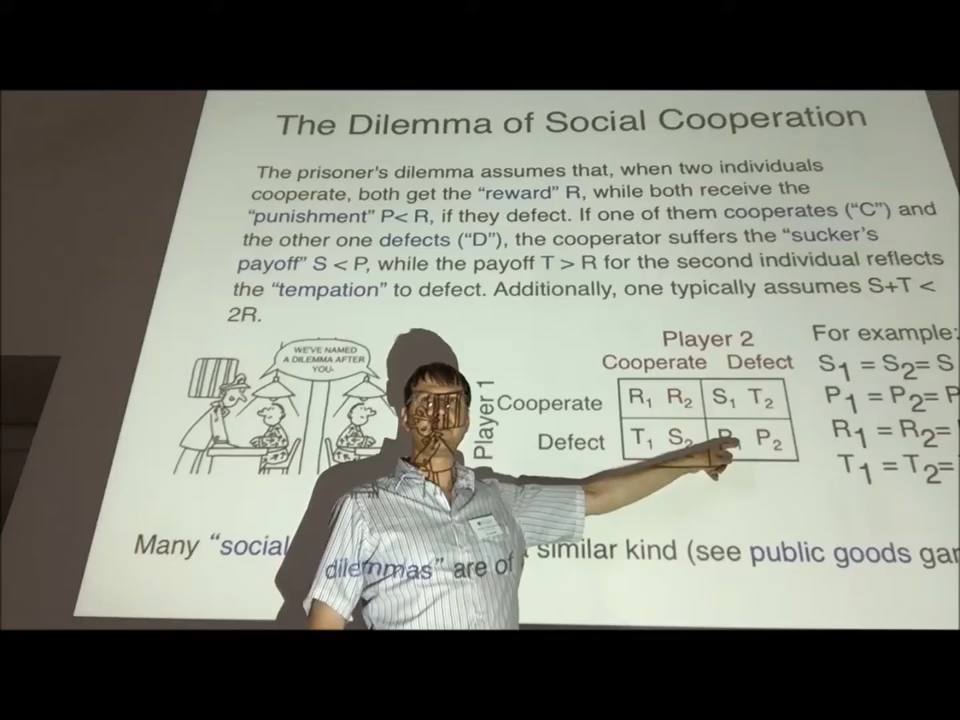 The Dilemma of Social Cooperation
The prisoner's dilemma assumes that, when two individuals
cooperate, both get the “reward” R, while both receive the
“punishment” P< R, if they defect. If one of them cooperates (“C”) and
the other one defects (“D”), the cooperator suffers the “sucker's
payoff” S < P, while the payoff T > R for the second individual reflects
the “tempation” to defect. Additionally, one typically assumes S+T <
2R.
WE'VE NAMED
A DILEMMA AFTER
YOU.
Player 1
Player 2
Cooperate Defect
Cooperate R1 R2 S1 T2
Defect T1 S2 P1 P2
For example:
S1 = S2= S
P1 = P2= P
R1 = R2=
T1 = T2=
Many “social dilemmas” are of similar kind (see public goods gar